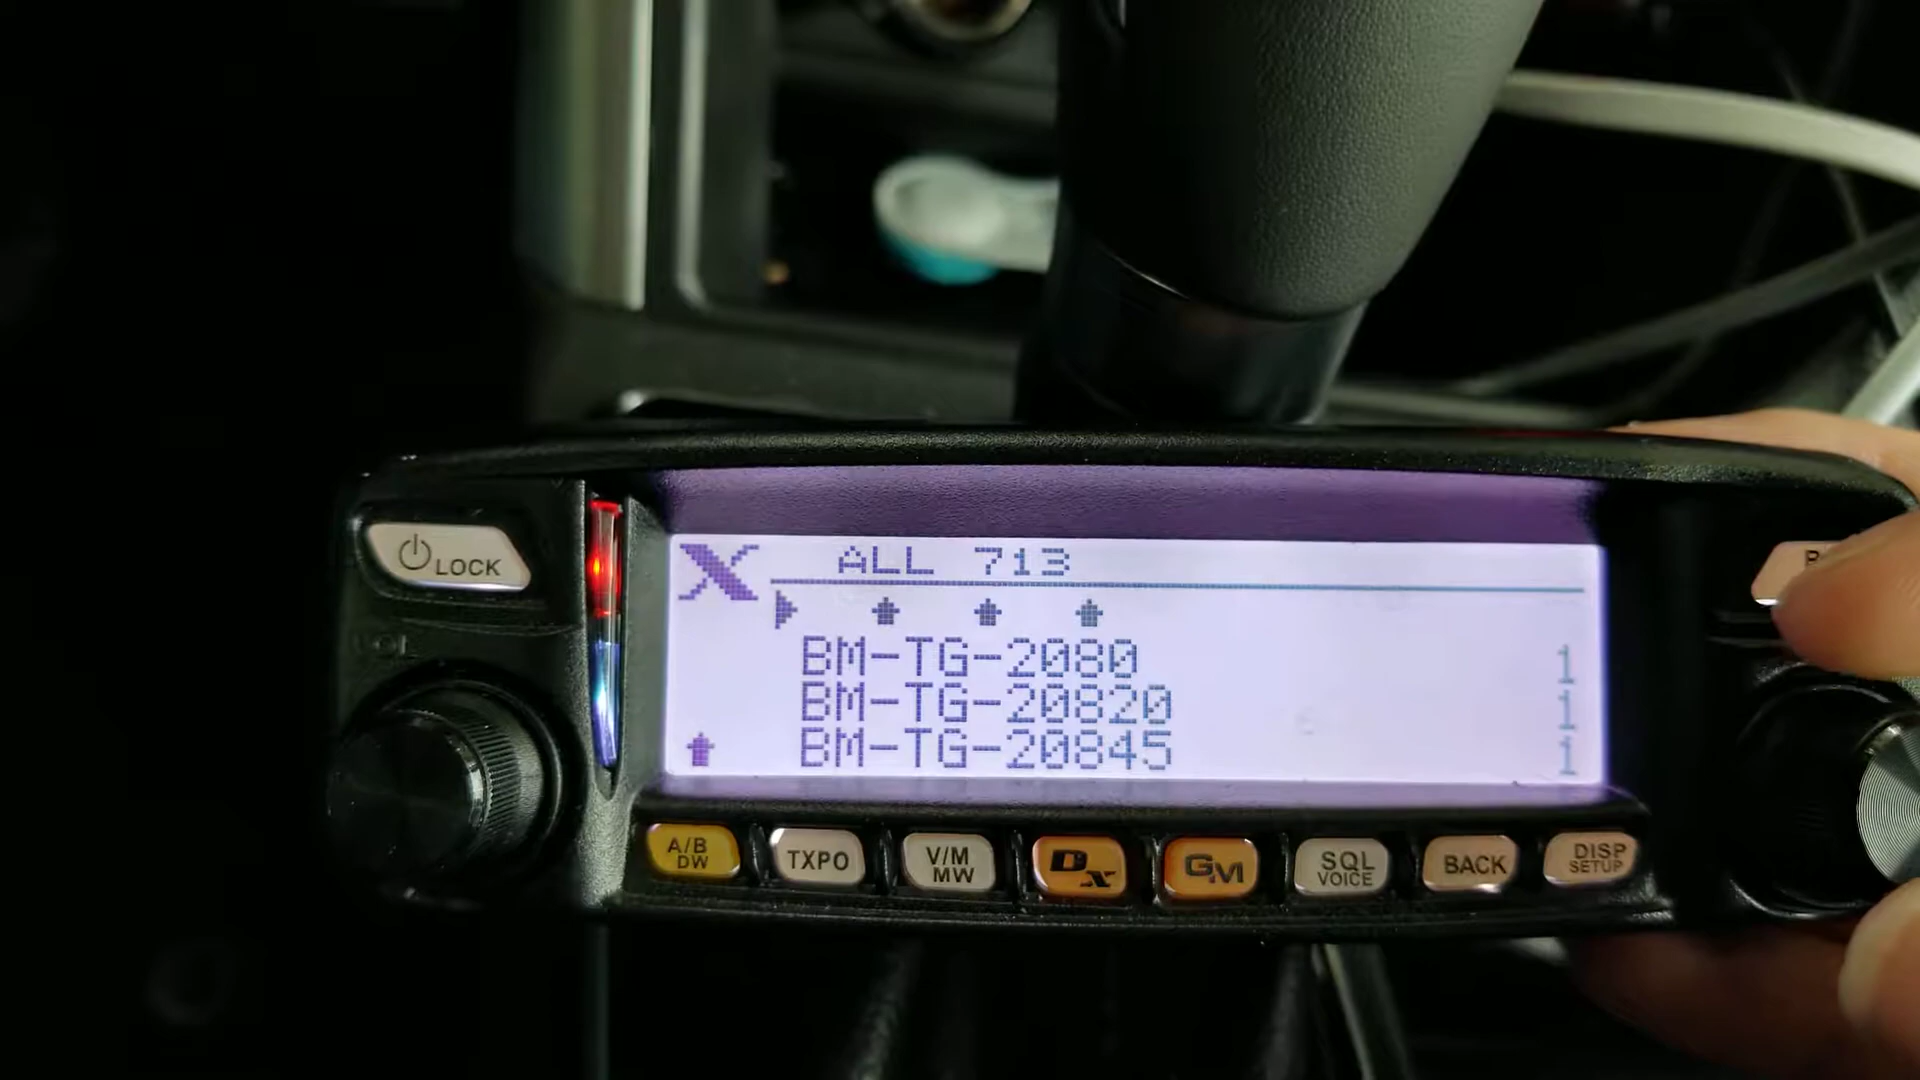 LOCK
VOL
X ALL 713
BM-TG-2080 1
BM-TG-20820 1
BM-TG-20845 1
A/B
DW
TXPO
V/M
MW
DX
GM
SQL
VOICE
BACK
DISP
SETUP